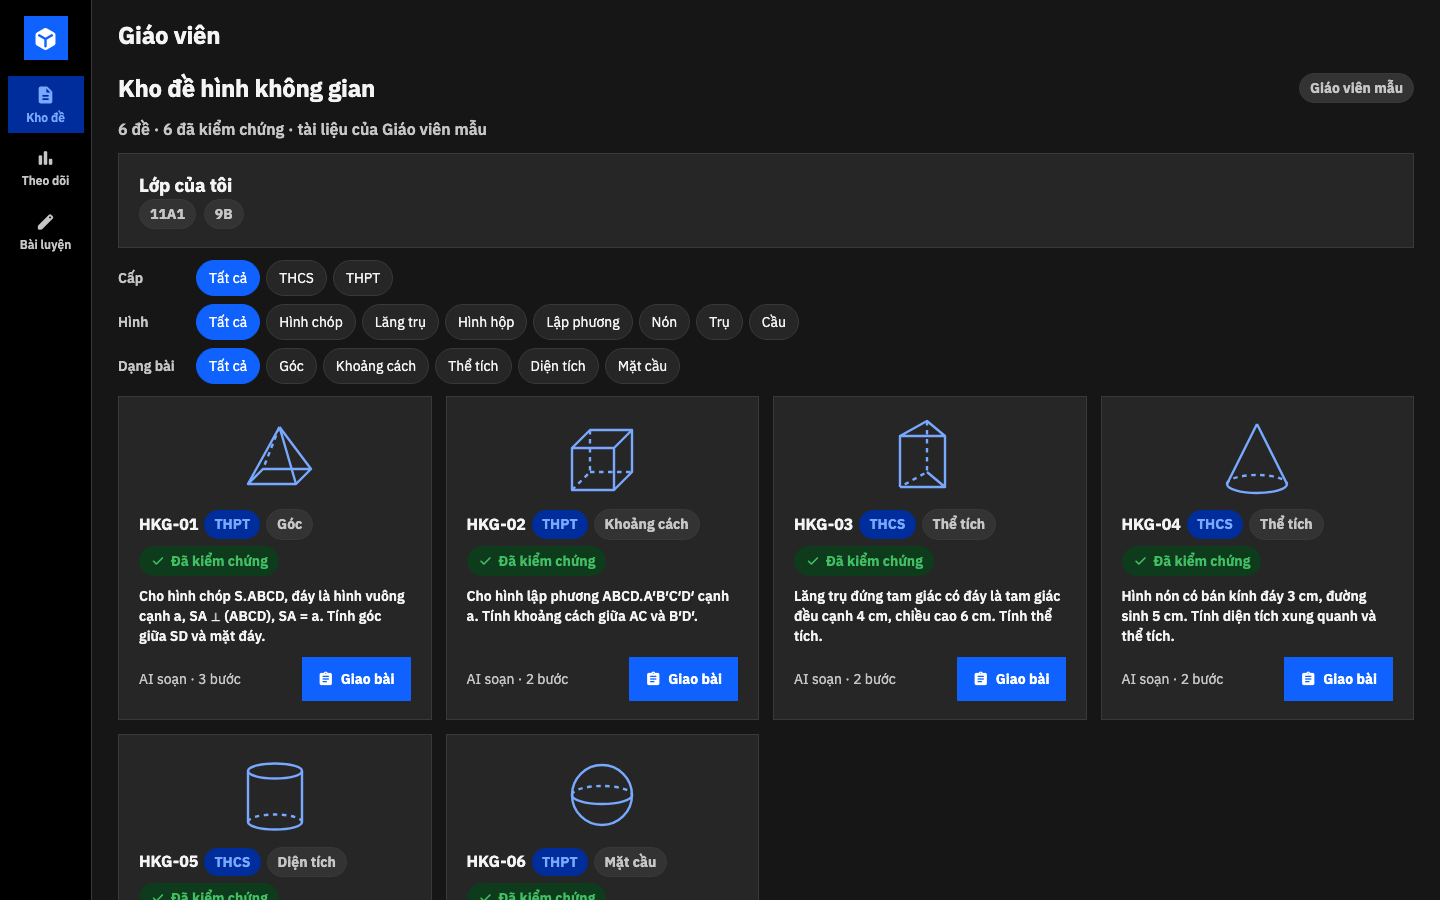 Giáo viên
Kho đề hình không gian
Giáo viên mẫu
6 đề · 6 đã kiểm chứng · tài liệu của Giáo viên mẫu
Kho đề
Theo dõi
Bài luyện
Lớp của tôi
11A1 9B
Cấp Tất cả THCS THPT
Hình Tất cả Hình chóp Lăng trụ Hình hộp Lập phương Nón Trụ Cầu
Dạng bài Tất cả Góc Khoảng cách Thể tích Diện tích Mặt cầu
HKG-01 THPT Góc
Đã kiểm chứng
Cho hình chóp S.ABCD, đáy là hình vuông
cạnh a, SA ⊥ (ABCD), SA = a. Tính góc
giữa SD và mặt đáy.
AI soạn · 3 bước
Giao bài
HKG-02 THPT Khoảng cách
Đã kiểm chứng
Cho hình lập phương ABCD.A′B′C′D′ cạnh
a. Tính khoảng cách giữa AC và B′D′.
AI soạn · 2 bước
Giao bài
HKG-03 THCS Thể tích
Đã kiểm chứng
Lăng trụ đứng tam giác có đáy là tam giác
đều cạnh 4 cm, chiều cao 6 cm. Tính thể
tích.
AI soạn · 2 bước
Giao bài
HKG-04 THCS Thể tích
Đã kiểm chứng
Hình nón có bán kính đáy 3 cm, đường
sinh 5 cm. Tính diện tích xung quanh và
thể tích.
AI soạn · 2 bước
Giao bài
HKG-05 THCS Diện tích
Đã kiểm chứng
HKG-06 THPT Mặt cầu
Đã kiểm chứng